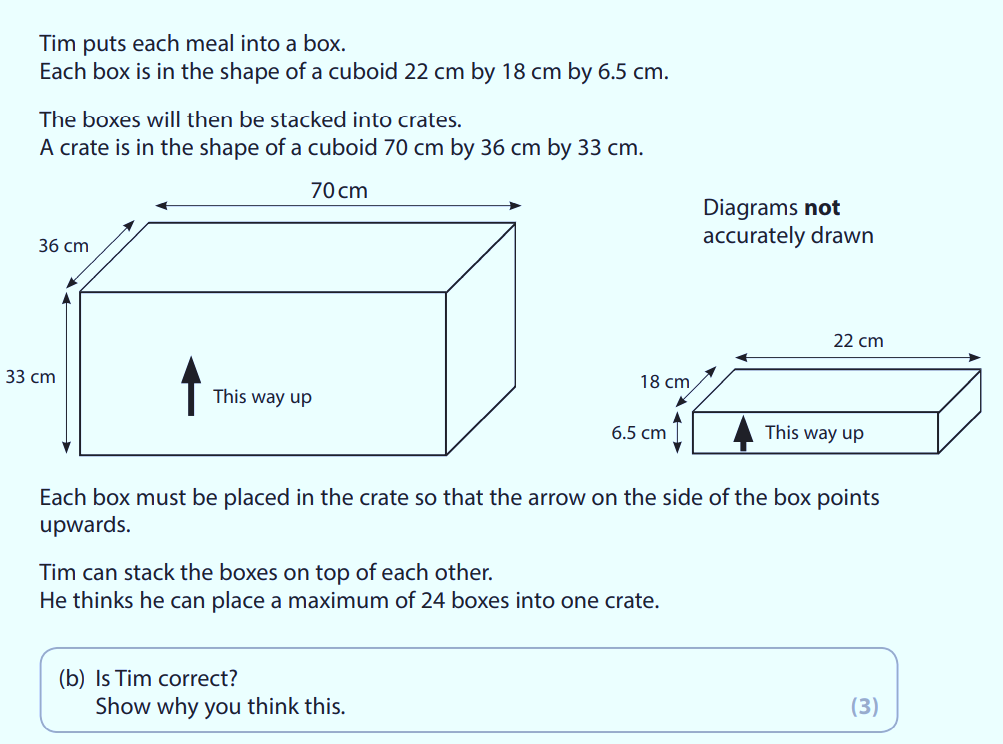 Tim puts each meal into a box.
Each box is in the shape of a cuboid 22 cm by 18 cm by 6.5 cm.
The boxes will then be stacked into crates.
A crate is in the shape of a cuboid 70 cm by 36 cm by 33 cm.
70 cm
Diagrams not
accurately drawn
36 cm
33 cm
This way up
22 cm
18 cm
6.5 cm
This way up
Each box must be placed in the crate so that the arrow on the side of the box points
upwards.
Tim can stack the boxes on top of each other.
He thinks he can place a maximum of 24 boxes into one crate.
(b) Is Tim correct?
Show why you think this.
(3)